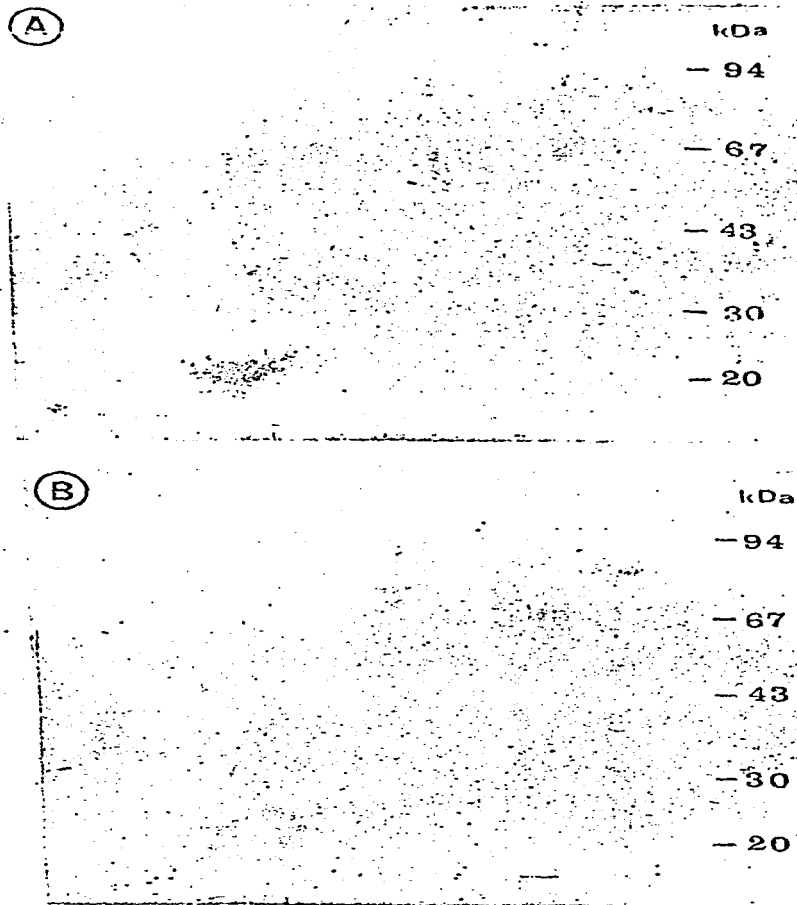 A
kDa
— 94
— 67
— 43
— 30
— 20
B
kDa
— 94
— 67
— 43
— 30
— 20